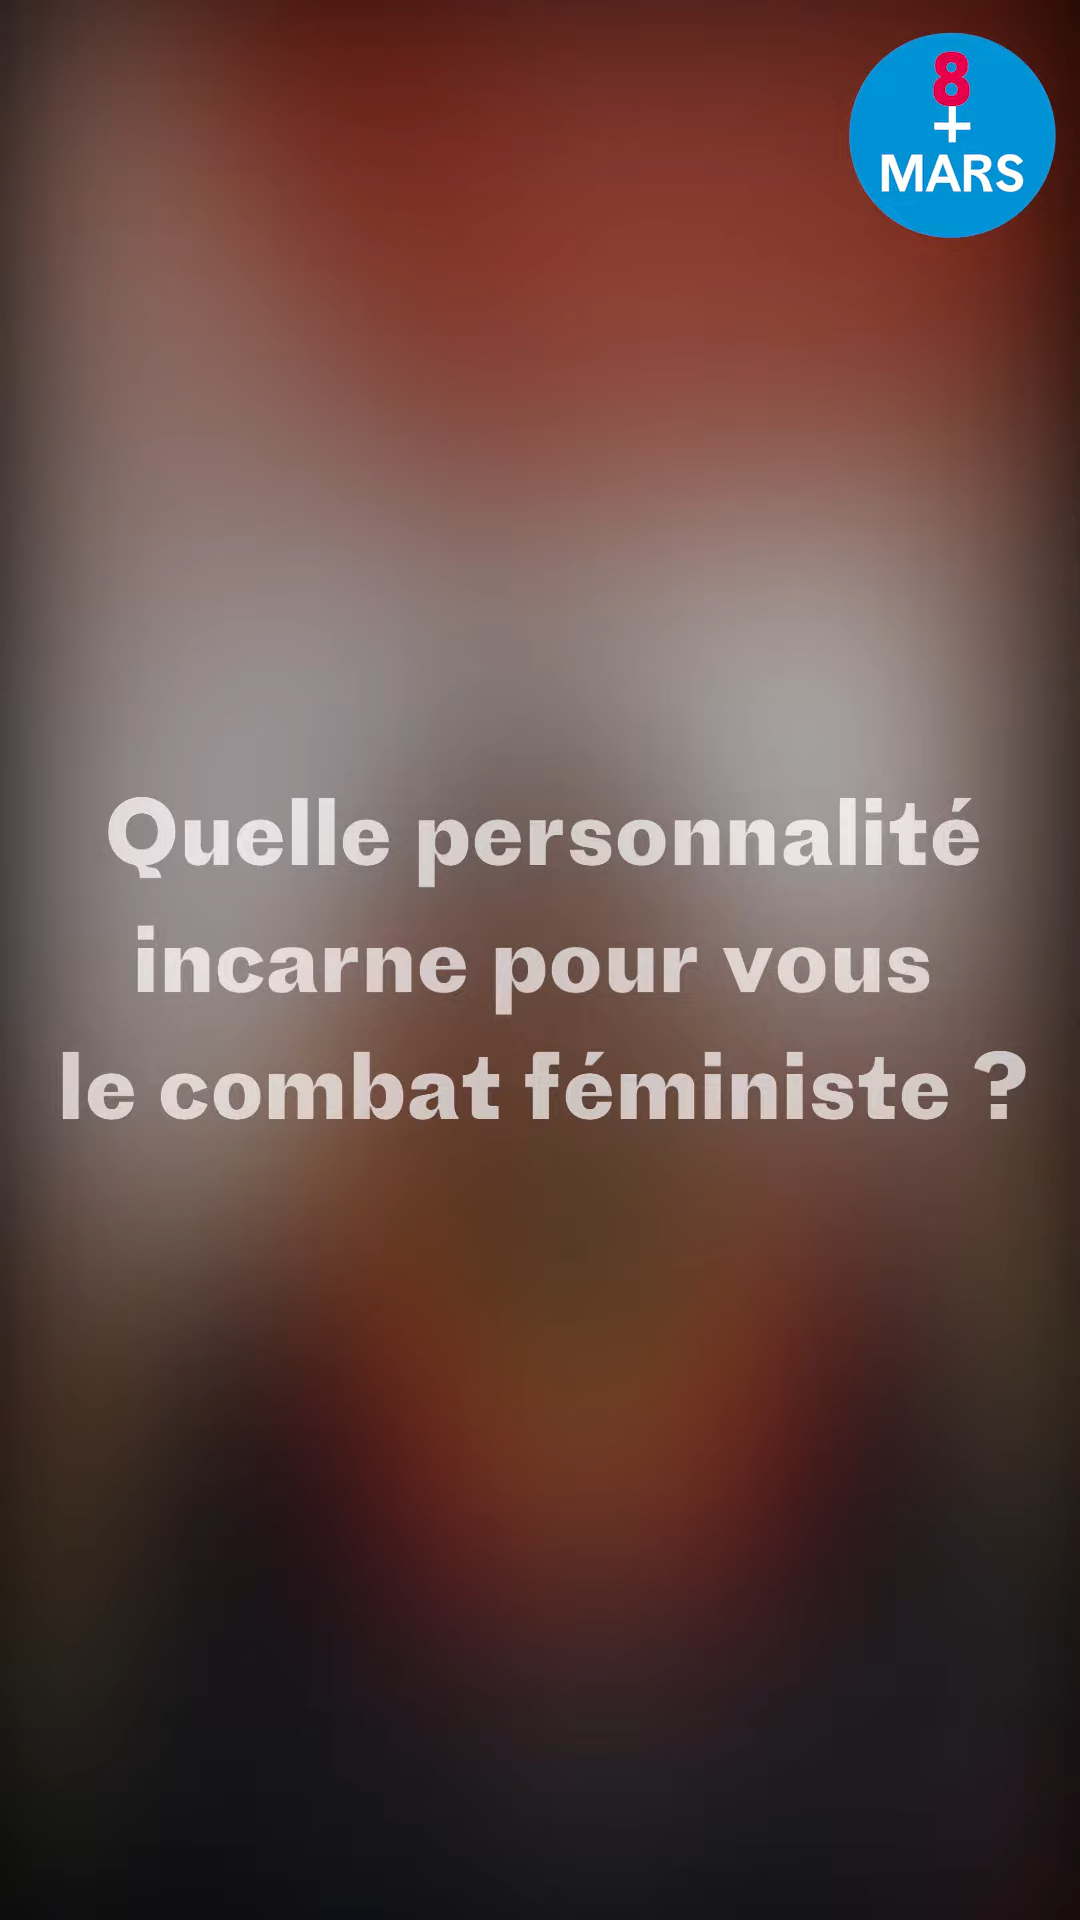 8
+
MARS
Quelle personnalité
incarne pour vous
le combat féministe ?